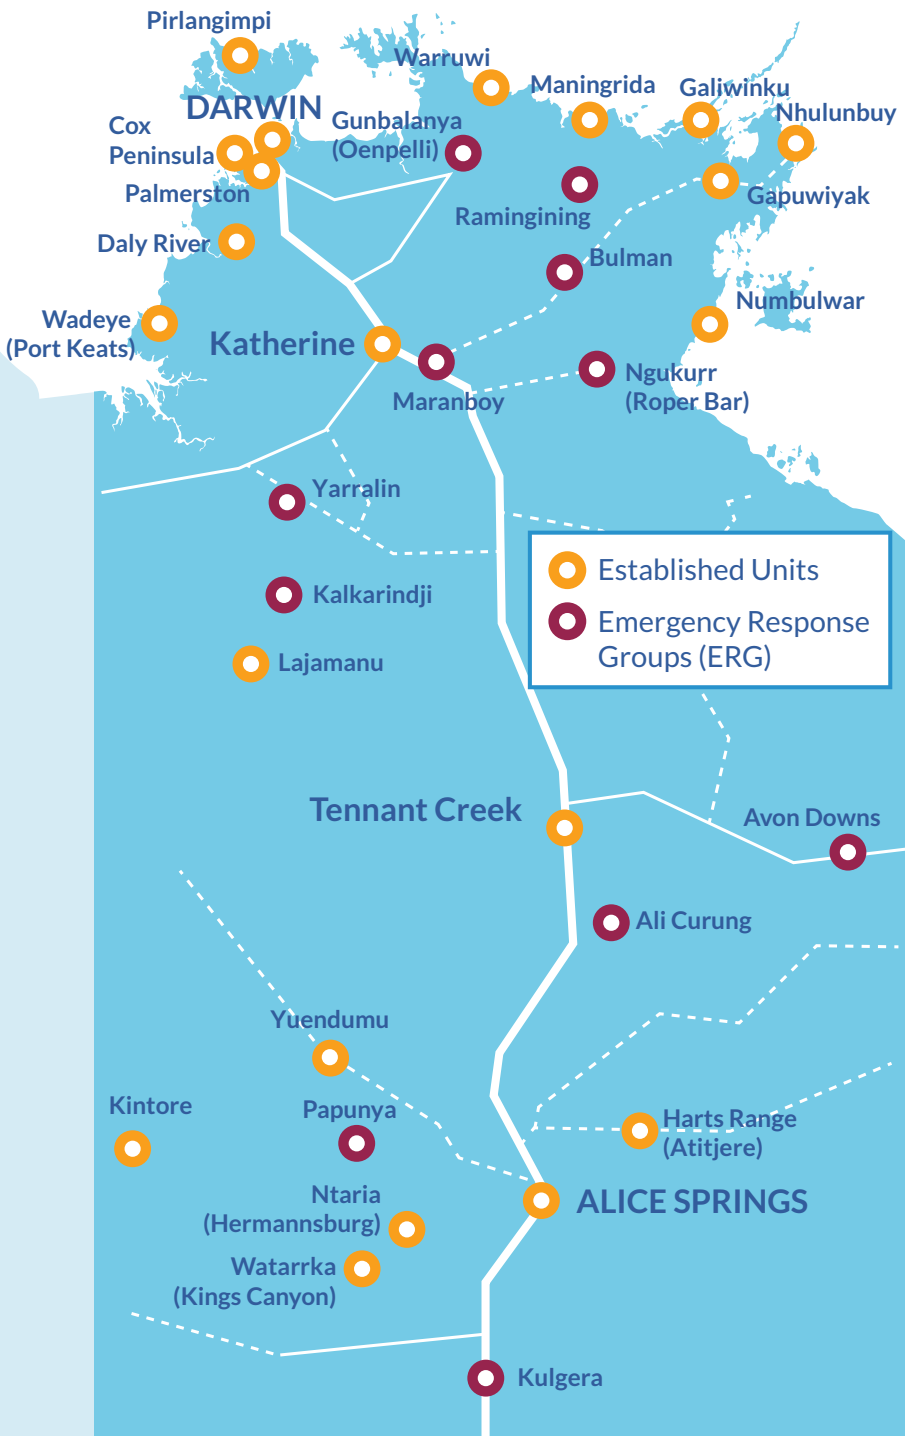 Pirlangimpi
Warruwi
Maningrida
Galiwinku
Nhulunbuy
DARWIN
Cox
Peninsula
Gunbalanya
(Oenpelli)
Palmerston
Ramingining
Gapuwiyak
Daly River
Bulman
Numbulwar
Wadeye
(Port Keats)
Katherine
Maranboy
Ngukurr
(Roper Bar)
Yarralin
Established Units
Emergency Response
Groups (ERG)
Kalkarindji
Lajamanu
Tennant Creek
Avon Downs
Ali Curung
Yuendumu
Kintore
Papunya
Harts Range
(Atitjere)
Ntaria
(Hermannsburg)
ALICE SPRINGS
Watarrka
(Kings Canyon)
Kulgera